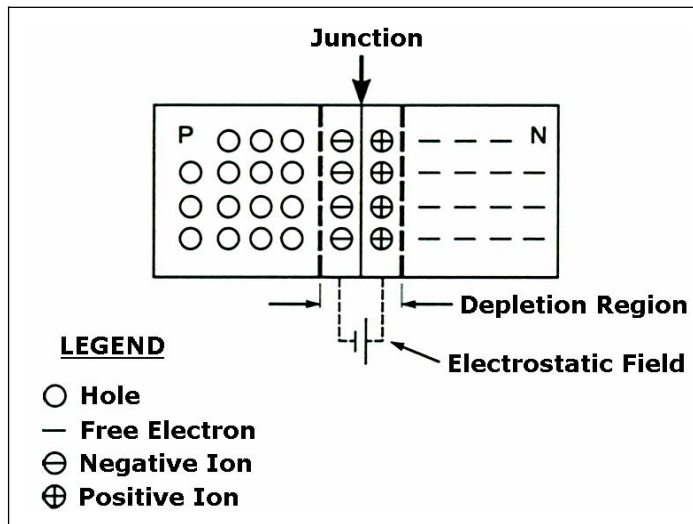 Junction
P
N
Depletion Region
Electrostatic Field
LEGEND
Hole
Free Electron
Negative Ion
Positive Ion